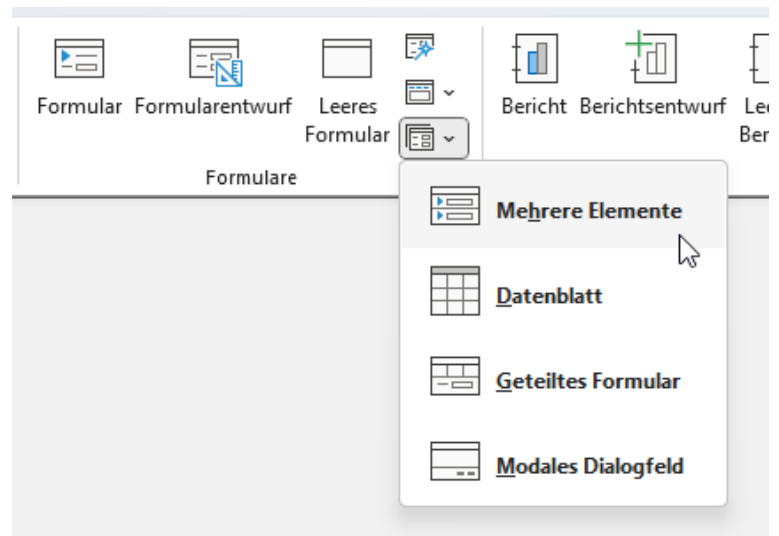 Formular Formularentwurf Leeres
Formular
Bericht Berichtsentwurf
Formulare
Mehrere Elemente
Datenblatt
Geteiltes Formular
Modales Dialogfeld